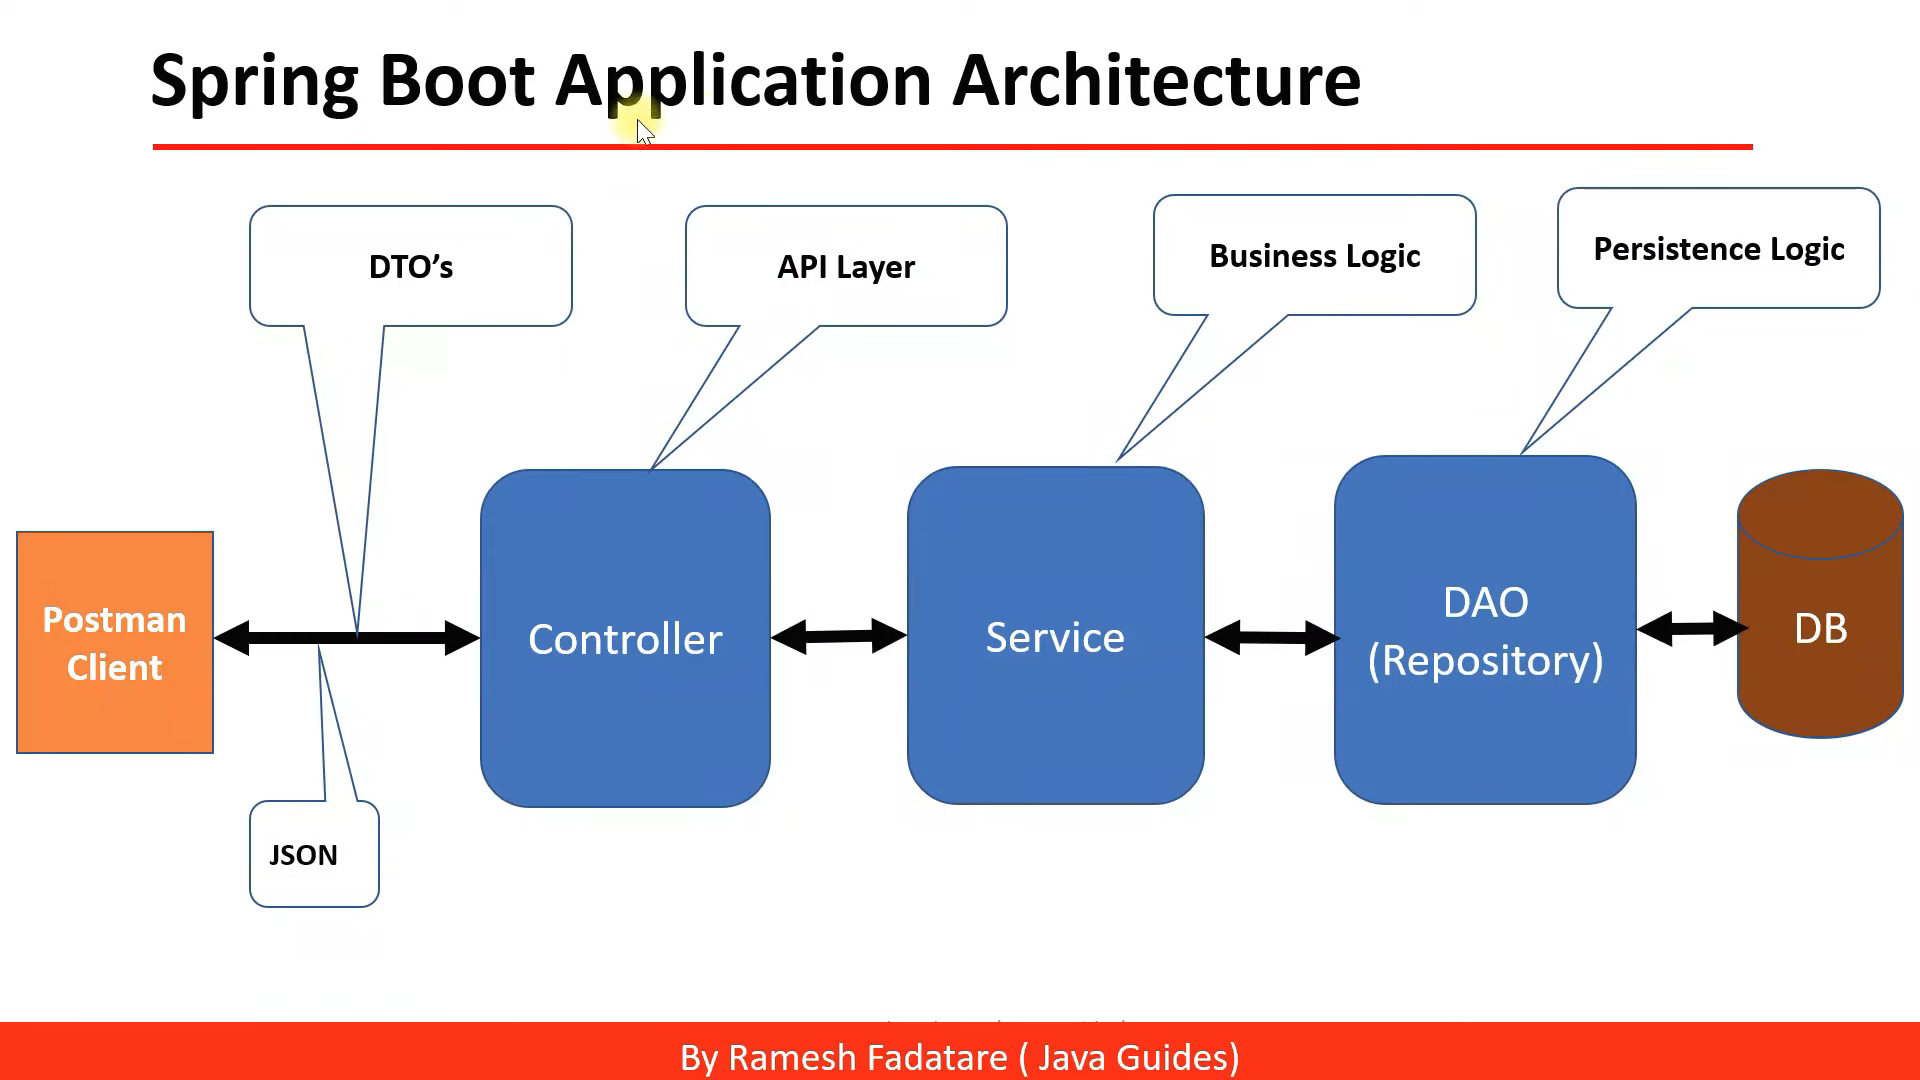 Spring Boot Application Architecture
DTO’s
API Layer
Business Logic
Persistence Logic
Postman
Client
Controller
Service
DAO
(Repository)
DB
JSON
By Ramesh Fadatare ( Java Guides)